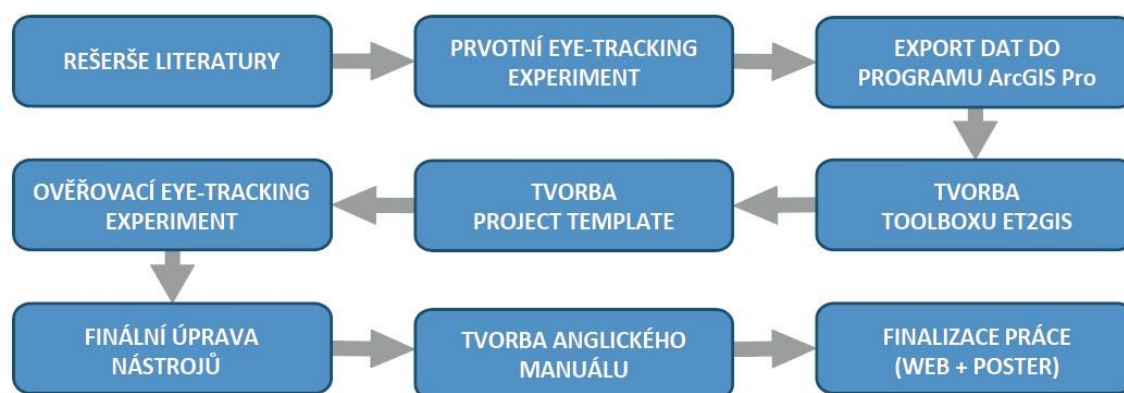 REŠERŠE LITERATURY
PRVOTNÍ EYE-TRACKING
EXPERIMENT
EXPORT DAT DO
PROGRAMU ArcGIS Pro
TVORBA
TOOLBOXU ET2GIS
TVORBA
PROJECT TEMPLATE
OVĚŘOVACÍ EYE-TRACKING
EXPERIMENT
FINÁLNÍ ÚPRAVA
NÁSTROJŮ
TVORBA ANGLICKÉHO
MANUÁLU
FINALIZACE PRÁCE
(WEB + POSTER)